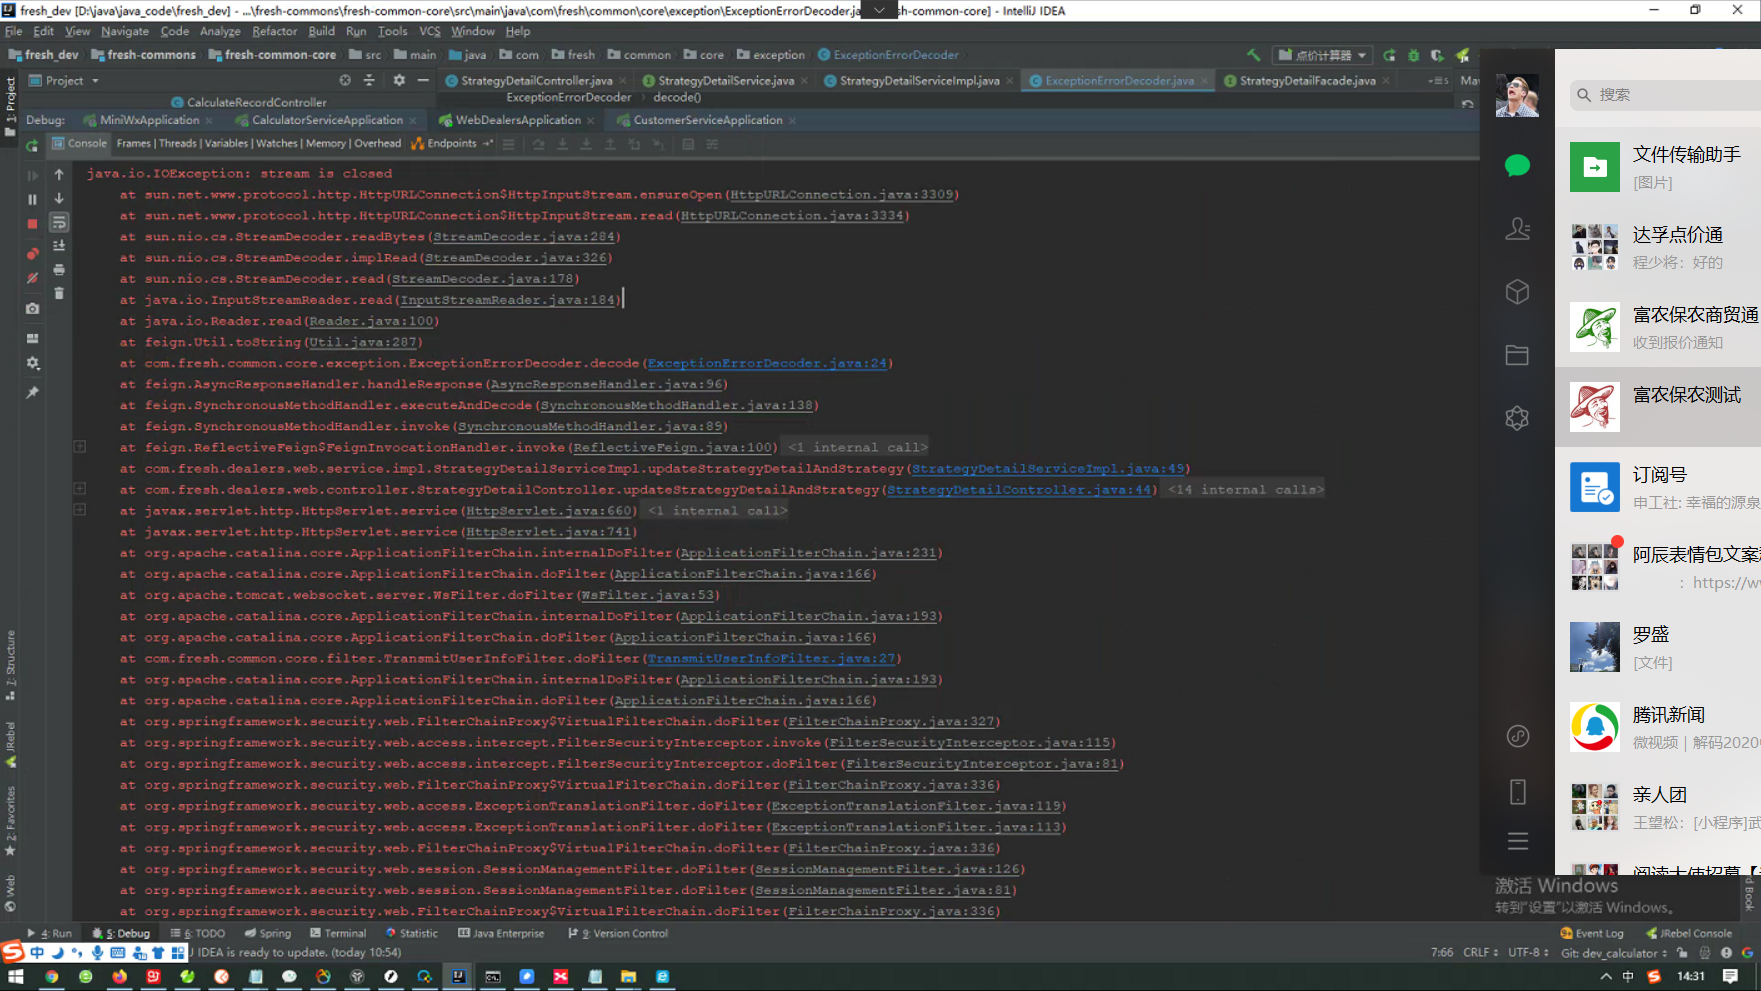 fresh_dev [D:\java\java_code\fresh_dev] - ...\fresh-commons\fresh-common-core\src\main\java\com\fresh\common\core\exception\ExceptionErrorDecoder.ja
sh-common-core] - IntelliJ IDEA
File Edit View Navigate Code Analyze Refactor Build Run Tools VCS Window Help
fresh_dev fresh-commons fresh-common-core src main java com fresh common core exception ExceptionErrorDecoder
点价计算器
Project
StrategyDetailController.java StrategyDetailService.java StrategyDetailServiceImpl.java ExceptionErrorDecoder.java StrategyDetailFacade.java
CalculateRecordController
ExceptionErrorDecoder decode()
Debug: MiniWxApplication CalculatorServiceApplication WebDealersApplication CustomerServiceApplication
Console Frames | Threads | Variables | Watches | Memory | Overhead Endpoints
java.io.IOException: stream is closed
at sun.net.www.protocol.http.HttpURLConnection$HttpInputStream.ensureOpen(HttpURLConnection.java:3309)
at sun.net.www.protocol.http.HttpURLConnection$HttpInputStream.read(HttpURLConnection.java:3334)
at sun.nio.cs.StreamDecoder.readBytes(StreamDecoder.java:284)
at sun.nio.cs.StreamDecoder.implRead(StreamDecoder.java:326)
at sun.nio.cs.StreamDecoder.read(StreamDecoder.java:178)
at java.io.InputStreamReader.read(InputStreamReader.java:184)
at java.io.Reader.read(Reader.java:100)
at feign.Util.toString(Util.java:287)
at com.fresh.common.core.exception.ExceptionErrorDecoder.decode(ExceptionErrorDecoder.java:24)
at feign.AsyncResponseHandler.handleResponse(AsyncResponseHandler.java:96)
at feign.SynchronousMethodHandler.executeAndDecode(SynchronousMethodHandler.java:138)
at feign.SynchronousMethodHandler.invoke(SynchronousMethodHandler.java:89)
at feign.ReflectiveFeign$FeignInvocationHandler.invoke(ReflectiveFeign.java:100) <1 internal call>
at com.fresh.dealers.web.service.impl.StrategyDetailServiceImpl.updateStrategyDetailAndStrategy(StrategyDetailServiceImpl.java:49)
at com.fresh.dealers.web.controller.StrategyDetailController.updateStrategyDetailAndStrategy(StrategyDetailController.java:44) <14 internal calls>
at javax.servlet.http.HttpServlet.service(HttpServlet.java:660) <1 internal call>
at javax.servlet.http.HttpServlet.service(HttpServlet.java:741)
at org.apache.catalina.core.ApplicationFilterChain.internalDoFilter(ApplicationFilterChain.java:231)
at org.apache.catalina.core.ApplicationFilterChain.doFilter(ApplicationFilterChain.java:166)
at org.apache.tomcat.websocket.server.WsFilter.doFilter(WsFilter.java:53)
at org.apache.catalina.core.ApplicationFilterChain.internalDoFilter(ApplicationFilterChain.java:193)
at org.apache.catalina.core.ApplicationFilterChain.doFilter(ApplicationFilterChain.java:166)
at com.fresh.common.core.filter.TransmitUserInfoFilter.doFilter(TransmitUserInfoFilter.java:27)
at org.apache.catalina.core.ApplicationFilterChain.internalDoFilter(ApplicationFilterChain.java:193)
at org.apache.catalina.core.ApplicationFilterChain.doFilter(ApplicationFilterChain.java:166)
at org.springframework.security.web.FilterChainProxy$VirtualFilterChain.doFilter(FilterChainProxy.java:327)
at org.springframework.security.web.access.intercept.FilterSecurityInterceptor.invoke(FilterSecurityInterceptor.java:115)
at org.springframework.security.web.access.intercept.FilterSecurityInterceptor.doFilter(FilterSecurityInterceptor.java:81)
at org.springframework.security.web.FilterChainProxy$VirtualFilterChain.doFilter(FilterChainProxy.java:336)
at org.springframework.security.web.access.ExceptionTranslationFilter.doFilter(ExceptionTranslationFilter.java:119)
at org.springframework.security.web.access.ExceptionTranslationFilter.doFilter(ExceptionTranslationFilter.java:113)
at org.springframework.security.web.FilterChainProxy$VirtualFilterChain.doFilter(FilterChainProxy.java:336)
at org.springframework.security.web.session.SessionManagementFilter.doFilter(SessionManagementFilter.java:126)
at org.springframework.security.web.session.SessionManagementFilter.doFilter(SessionManagementFilter.java:81)
at org.springframework.security.web.FilterChainProxy$VirtualFilterChain.doFilter(FilterChainProxy.java:336)
1: Project
7: Structure
JRebel
2: Favorites
Web
搜索
文件传输助手
[图片]
达孚点价通
程少将：好的
富农保农商贸通
收到报价通知
富农保农测试
订阅号
申工社: 幸福的源泉
阿辰表情包文案
: https://w
罗盛
[文件]
腾讯新闻
微视频 | 解码2020
亲人团
王望松：[小程序]武
阅读大使招募【
激活 Windows
转到"设置"以激活 Windows。
4: Run 5: Debug 6: TODO Spring Terminal Statistic Java Enterprise 9: Version Control Event Log JRebel Console
中 J IDEA is ready to update. (today 10:54) 7:66 CRLF UTF-8 Git: dev_calculator
中 14:31